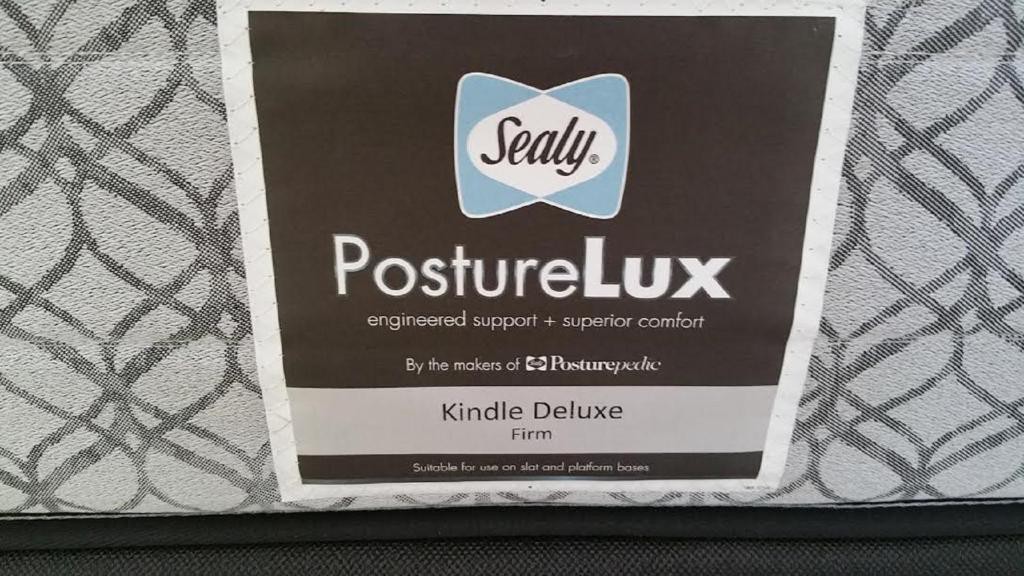 Sealy®
PostureLux
engineered support + superior comfort
By the makers of Sealy Posturepedic
Kindle Deluxe
Firm
Suitable for use on slat and platform bases